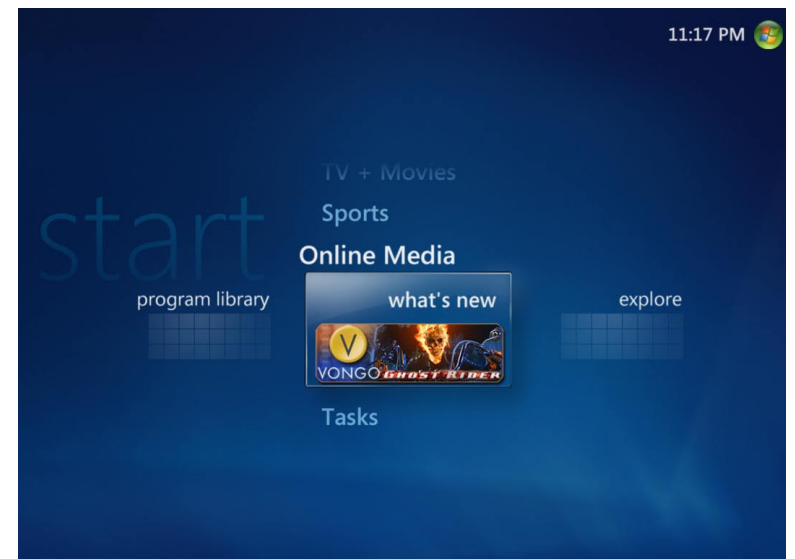 11:17 PM
TV + Movies
start
Sports
Online Media
program library
what's new
explore
V
VONGO GHOST RIDER
Tasks